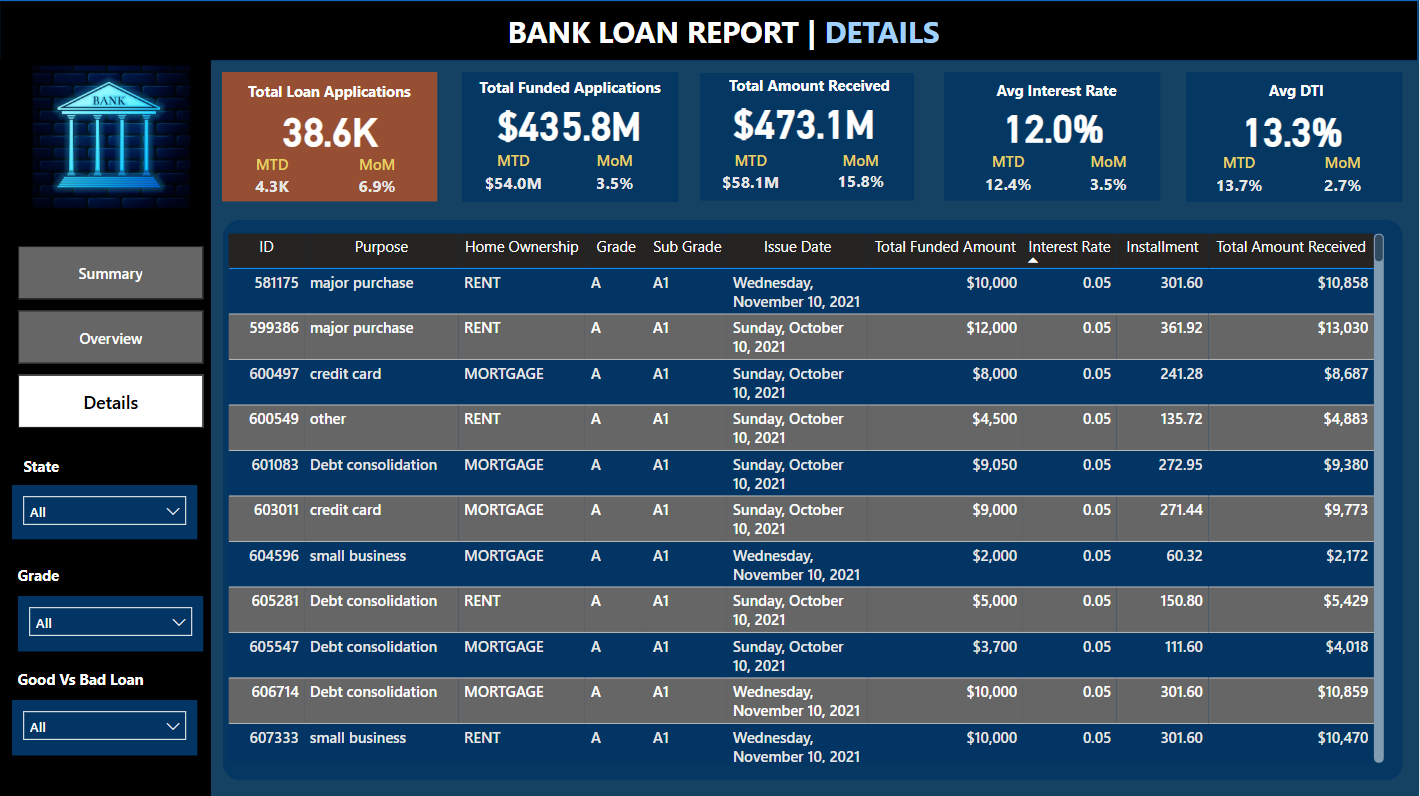 BANK LOAN REPORT | DETAILS
BANK
Total Loan Applications
38.6K
MTD MoM
4.3K 6.9%
Total Funded Applications
$435.8M
MTD MoM
$54.0M 3.5%
Total Amount Received
$473.1M
MTD MoM
$58.1M 15.8%
Avg Interest Rate
12.0%
MTD MoM
12.4% 3.5%
Avg DTI
13.3%
MTD MoM
13.7% 2.7%
Summary
Overview
Details
State
All
Grade
All
Good Vs Bad Loan
All
ID Purpose Home Ownership Grade Sub Grade Issue Date Total Funded Amount Interest Rate Installment Total Amount Received
581175 major purchase RENT A A1 Wednesday, $10,000 0.05 301.60 $10,858
November 10, 2021
599386 major purchase RENT A A1 Sunday, October $12,000 0.05 361.92 $13,030
10, 2021
600497 credit card MORTGAGE A A1 Sunday, October $8,000 0.05 241.28 $8,687
10, 2021
600549 other RENT A A1 Sunday, October $4,500 0.05 135.72 $4,883
10, 2021
601083 Debt consolidation MORTGAGE A A1 Sunday, October $9,050 0.05 272.95 $9,380
10, 2021
603011 credit card MORTGAGE A A1 Sunday, October $9,000 0.05 271.44 $9,773
10, 2021
604596 small business MORTGAGE A A1 Wednesday, $2,000 0.05 60.32 $2,172
November 10, 2021
605281 Debt consolidation RENT A A1 Sunday, October $5,000 0.05 150.80 $5,429
10, 2021
605547 Debt consolidation MORTGAGE A A1 Sunday, October $3,700 0.05 111.60 $4,018
10, 2021
606714 Debt consolidation MORTGAGE A A1 Wednesday, $10,000 0.05 301.60 $10,859
November 10, 2021
607333 small business RENT A A1 Wednesday, $10,000 0.05 301.60 $10,470
November 10, 2021